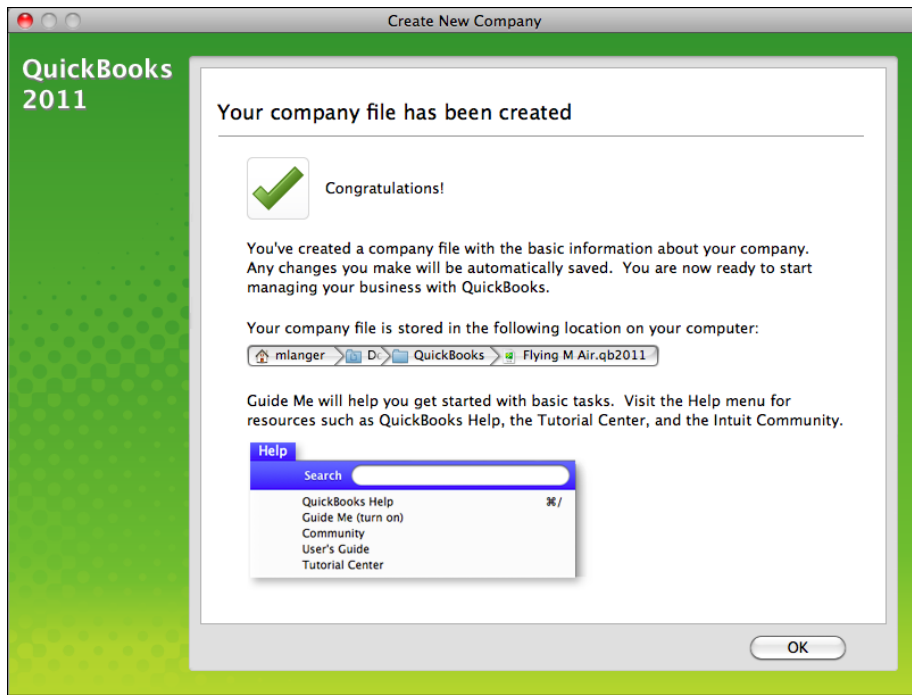 Create New Company
QuickBooks
2011
Your company file has been created
Congratulations!
You've created a company file with the basic information about your company.
Any changes you make will be automatically saved.  You are now ready to start
managing your business with QuickBooks.
Your company file is stored in the following location on your computer:
mlanger Do QuickBooks Flying M Air.qb2011
Guide Me will help you get started with basic tasks.  Visit the Help menu for
resources such as QuickBooks Help, the Tutorial Center, and the Intuit Community.
Help
Search
QuickBooks Help ⌘/
Guide Me (turn on)
Community
User's Guide
Tutorial Center
OK